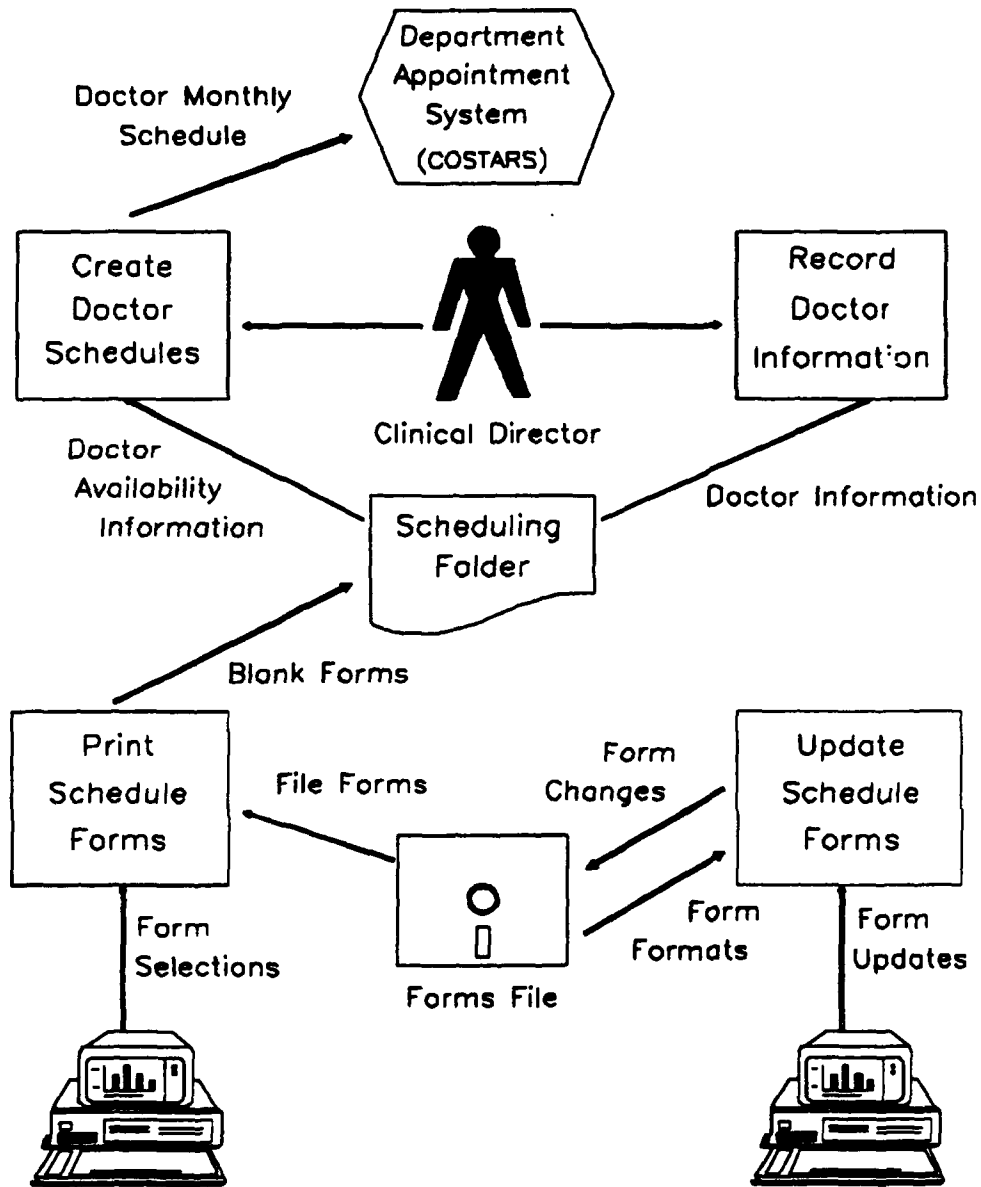 Department
Appointment
System
(COSTARS)
Doctor Monthly
Schedule
Create
Doctor
Schedules
Record
Doctor
Information
Clinical Director
Doctor
Availability
Information
Doctor Information
Scheduling
Folder
Blank Forms
Print
Schedule
Forms
File Forms
Form
Changes
Update
Schedule
Forms
Form
Selections
Form
Formats
Form
Updates
Forms File